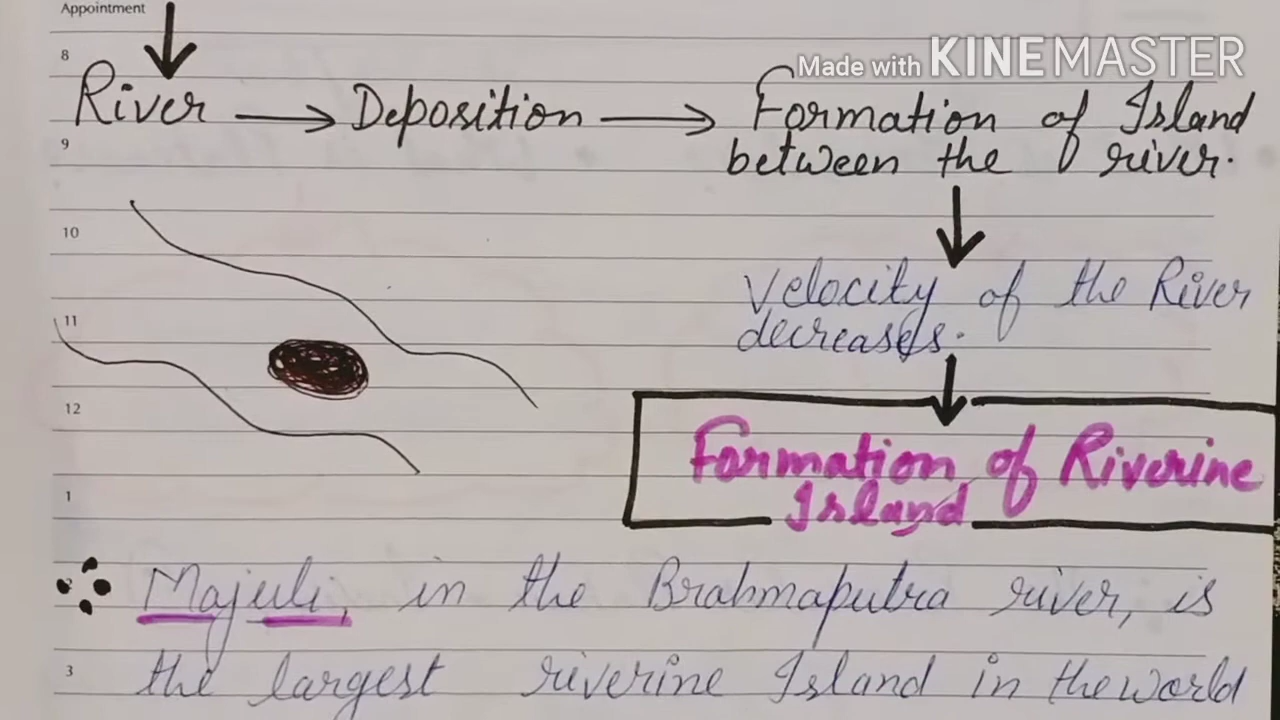 Appointment
Made with KINEMASTER
8
River → Deposition → Formation of Island
9
between the river.
10
Velocity of the River
11
decreases.
12
Formation of Riverine
1
Island
Majuli, in the Brahmaputra river, is
3
the largest riverine Island in the world